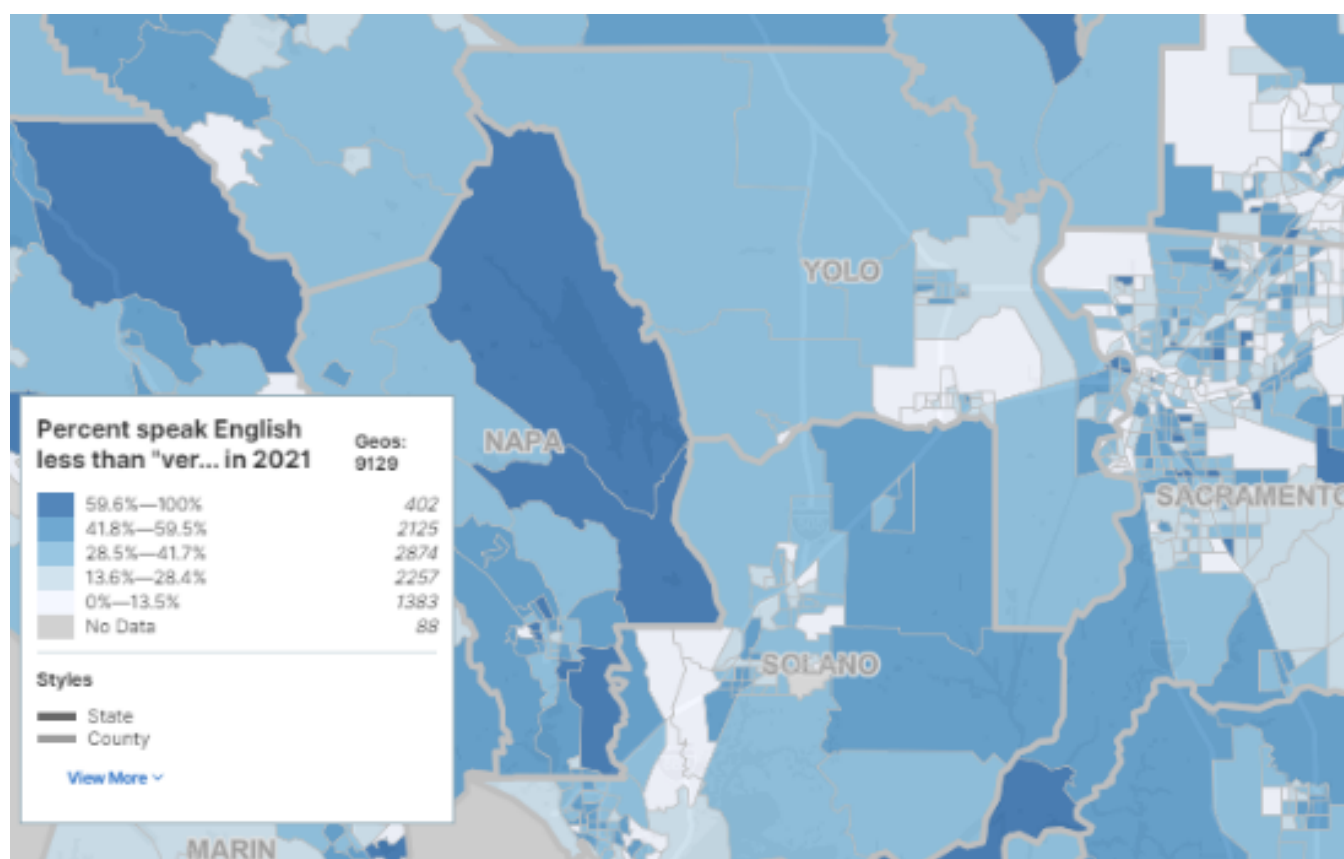 YOLO
NAPA
SACRAMENTO
SOLANO
MARIN
Percent speak English
less than "ver... in 2021
Geos:
9129
59.6%—100% 402
41.8%—59.5% 2125
28.5%—41.7% 2874
13.6%—28.4% 2257
0%—13.5% 1383
No Data 88
Styles
State
County
View More